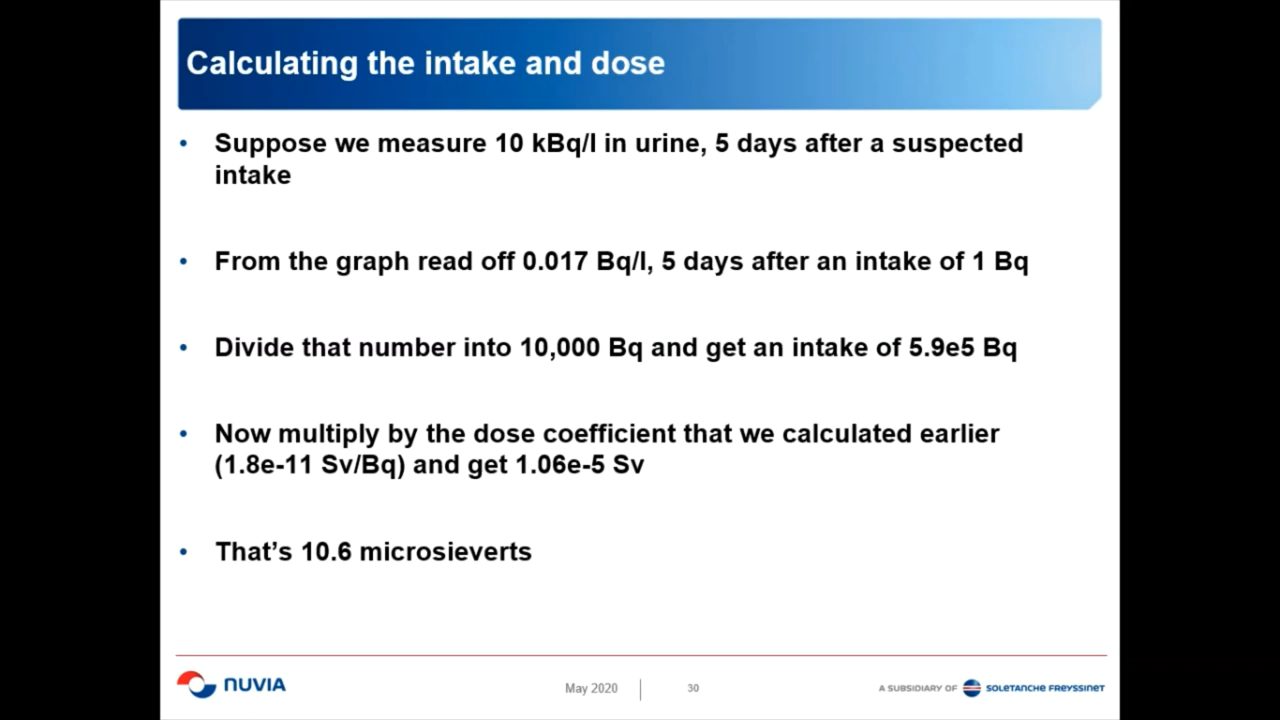 Calculating the intake and dose
• Suppose we measure 10 kBq/l in urine, 5 days after a suspected
intake
• From the graph read off 0.017 Bq/l, 5 days after an intake of 1 Bq
• Divide that number into 10,000 Bq and get an intake of 5.9e5 Bq
• Now multiply by the dose coefficient that we calculated earlier
(1.8e-11 Sv/Bq) and get 1.06e-5 Sv
• That’s 10.6 microsieverts
NUVIA
May 2020
30
A SUBSIDIARY OF SOLETANCHE FREYSSINET